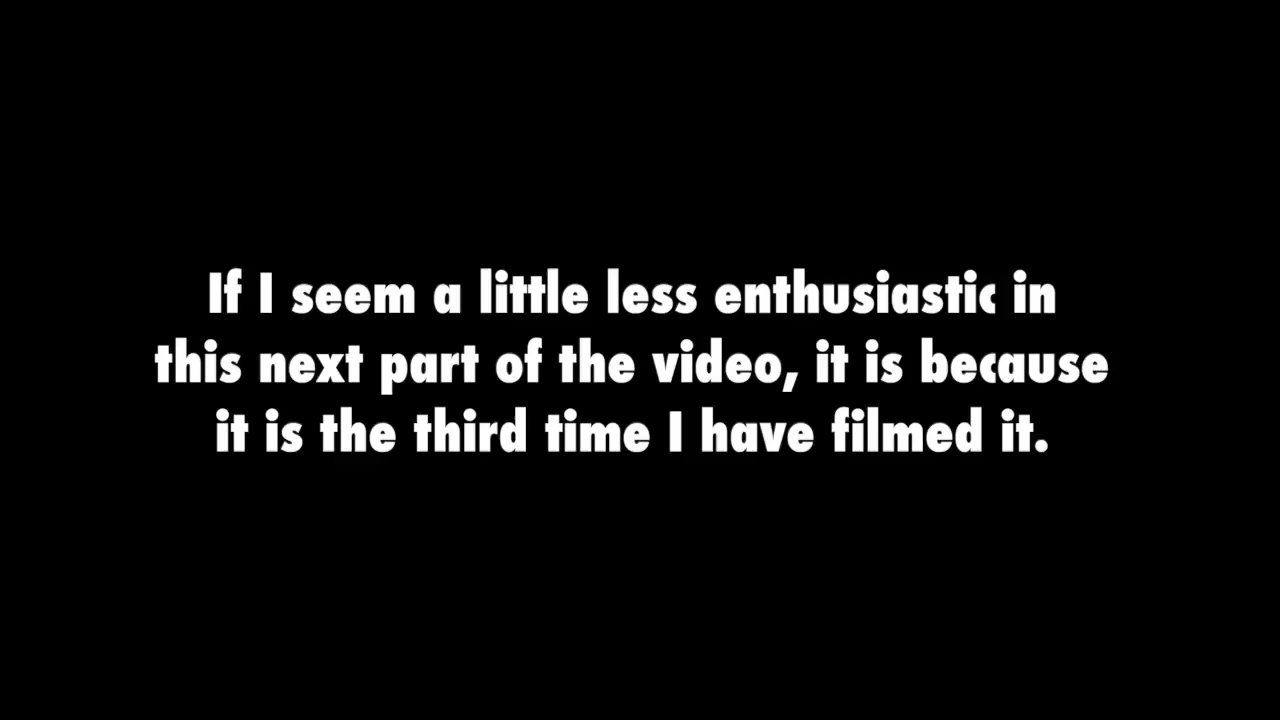 If I seem a little less enthusiastic in
this next part of the video, it is because
it is the third time I have filmed it.